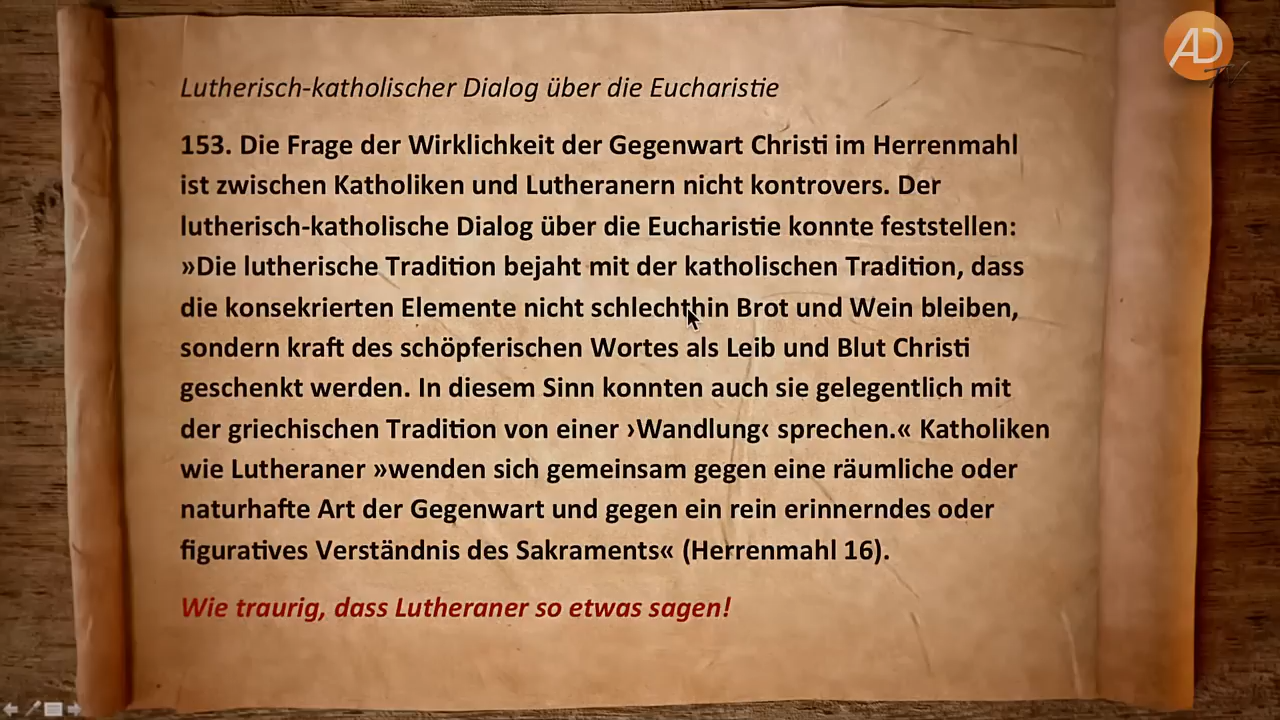 AD
TV
Lutherisch-katholischer Dialog über die Eucharistie
153. Die Frage der Wirklichkeit der Gegenwart Christi im Herrenmahl
ist zwischen Katholiken und Lutheranern nicht kontrovers. Der
lutherisch-katholische Dialog über die Eucharistie konnte feststellen:
»Die lutherische Tradition bejaht mit der katholischen Tradition, dass
die konsekrierten Elemente nicht schlechthin Brot und Wein bleiben,
sondern kraft des schöpferischen Wortes als Leib und Blut Christi
geschenkt werden. In diesem Sinn konnten auch sie gelegentlich mit
der griechischen Tradition von einer ›Wandlung‹ sprechen.« Katholiken
wie Lutheraner »wenden sich gemeinsam gegen eine räumliche oder
naturhafte Art der Gegenwart und gegen ein rein erinnerndes oder
figuratives Verständnis des Sakraments« (Herrenmahl 16).
Wie traurig, dass Lutheraner so etwas sagen!